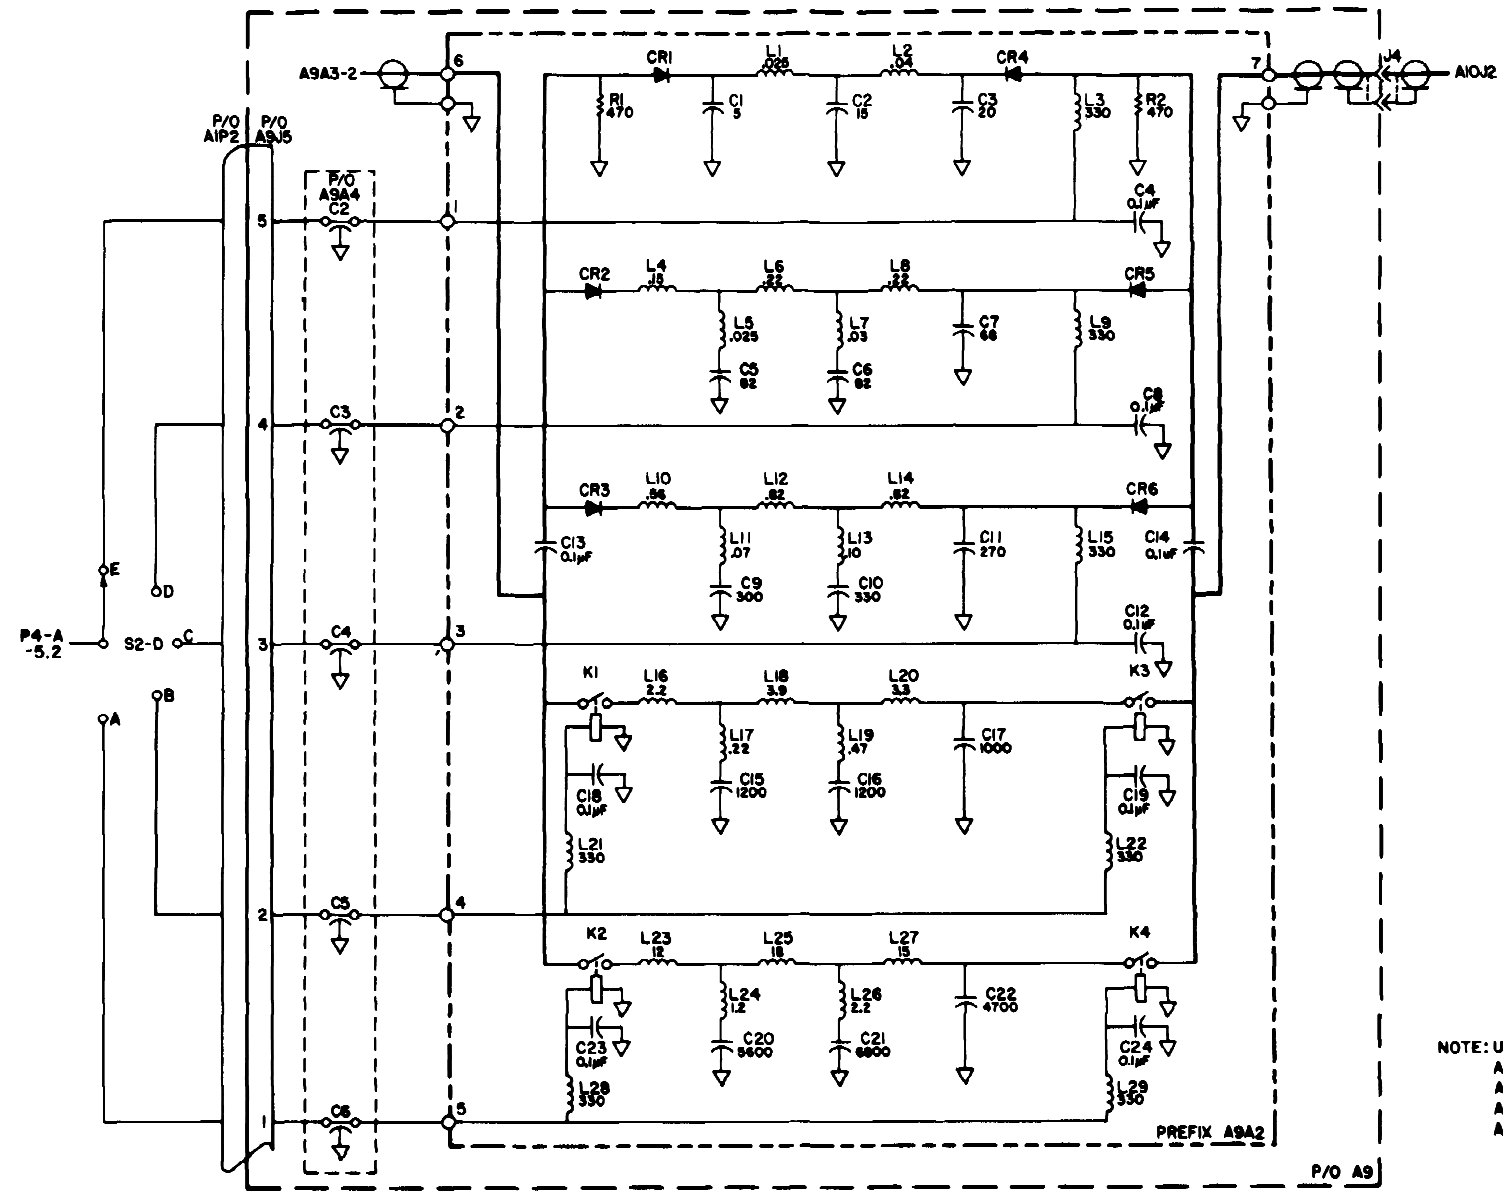 6
CR1
L1
.025
L2
.04
CR4
7
J4
A9A3-2
A10J2
R1
470
C1
5
C2
15
C3
20
L3
330
R2
470
P/O
A1P2
P/O
A9J5
P/O
A9A4
C2
5
1
C4
0.1µF
CR2
L4
.15
L6
.22
L8
.22
CR5
L5
.025
L7
.03
C7
68
L9
330
C5
82
C6
82
C8
0.1µF
4
C3
2
CR3
L10
.56
L12
.82
L14
.82
CR6
C13
0.1µF
L11
.07
L13
.10
C11
270
L15
330
C14
0.1uF
C9
300
C10
330
E
D
C12
0.1uF
P4-A
-5.2
S2-D
C
3
C4
3
K1
L16
2.2
L18
3.9
L20
3.3
K3
B
A
L17
.22
L19
.47
C17
1000
C18
0.1µF
C15
1200
C16
1200
C19
0.1µF
L21
330
L22
330
2
C5
4
K2
L23
12
L25
18
L27
15
K4
L24
1.2
L26
2.2
C22
4700
C23
0.1µF
C20
5600
C21
6800
C24
0.1µF
L28
330
L29
330
1
C6
5
PREFIX A9A2
P/O A9
NOTE: U
A
A
A
A